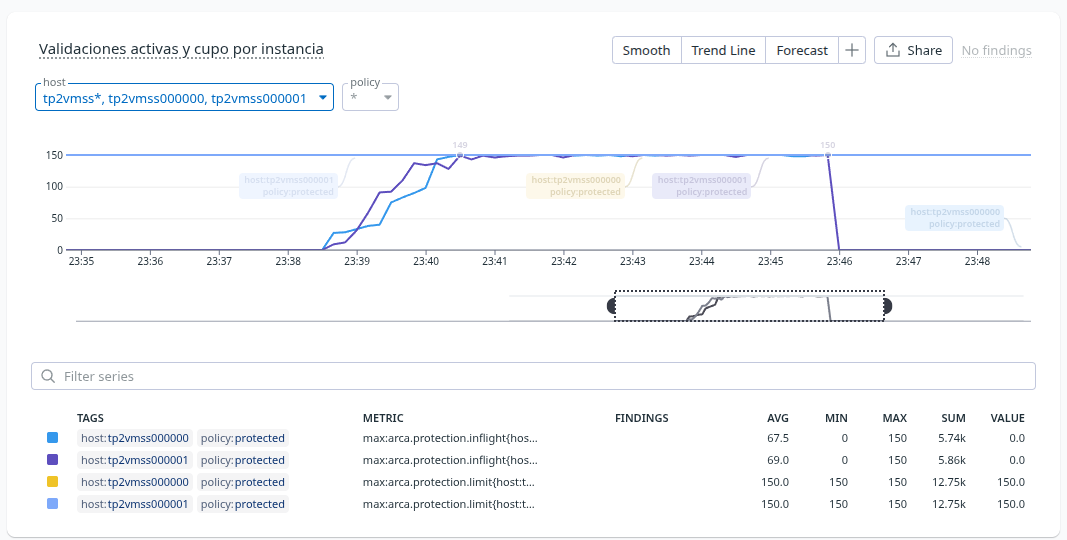 Validaciones activas y cupo por instancia
Smooth Trend Line Forecast + Share No findings
host policy
tp2vmss*, tp2vmss000000, tp2vmss000001 *
149 150
150
100
50
0
host:tp2vmss000001
policy:protected
host:tp2vmss000000
policy:protected
host:tp2vmss000001
policy:protected
host:tp2vmss000000
policy:protected
23:35 23:36 23:37 23:38 23:39 23:40 23:41 23:42 23:43 23:44 23:45 23:46 23:47 23:48
Filter series
TAGS METRIC FINDINGS AVG MIN MAX SUM VALUE
host:tp2vmss000000 policy:protected max:arca.protection.inflight{hos... 67.5 0 150 5.74k 0.0
host:tp2vmss000001 policy:protected max:arca.protection.inflight{hos... 69.0 0 150 5.86k 0.0
host:tp2vmss000000 policy:protected max:arca.protection.limit{host:t... 150.0 150 150 12.75k 150.0
host:tp2vmss000001 policy:protected max:arca.protection.limit{host:t... 150.0 150 150 12.75k 150.0